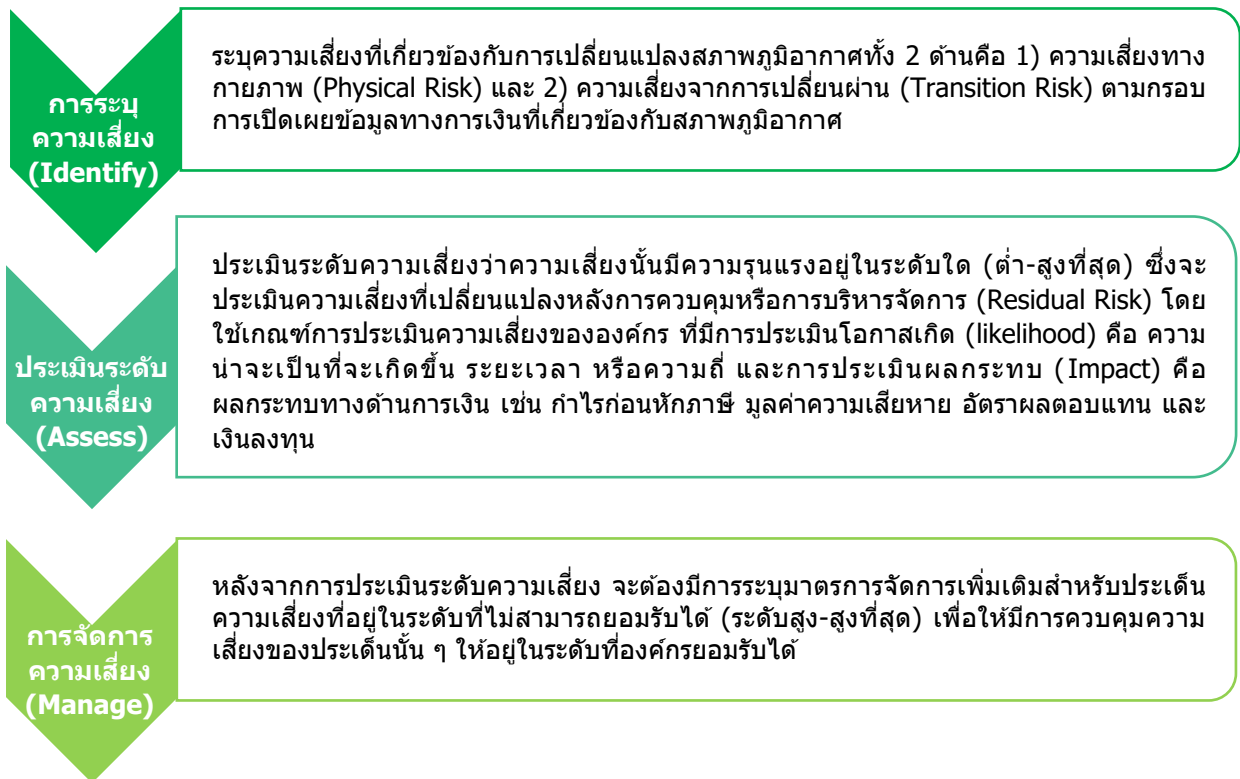 การระบุ
ความเสี่ยง
(Identify)
ระบุความเสี่ยงที่เกี่ยวข้องกับการเปลี่ยนแปลงสภาพภูมิอากาศทั้ง 2 ด้านคือ 1) ความเสี่ยงทาง
กายภาพ (Physical Risk) และ 2) ความเสี่ยงจากการเปลี่ยนผ่าน (Transition Risk) ตามกรอบ
การเปิดเผยข้อมูลทางการเงินที่เกี่ยวข้องกับสภาพภูมิอากาศ
ประเมินระดับ
ความเสี่ยง
(Assess)
ประเมินระดับความเสี่ยงว่าความเสี่ยงนั้นมีความรุนแรงอยู่ในระดับใด (ต่ำ-สูงที่สุด) ซึ่งจะ
ประเมินความเสี่ยงที่เปลี่ยนแปลงหลังการควบคุมหรือการบริหารจัดการ (Residual Risk) โดย
ใช้เกณฑ์การประเมินความเสี่ยงขององค์กร ที่มีการประเมินโอกาสเกิด (likelihood) คือ ความ
น่าจะเป็นที่จะเกิดขึ้น ระยะเวลา หรือความถี่ และการประเมินผลกระทบ (Impact) คือ
ผลกระทบทางด้านการเงิน เช่น กำไรก่อนหักภาษี มูลค่าความเสียหาย อัตราผลตอบแทน และ
เงินลงทุน
การจัดการ
ความเสี่ยง
(Manage)
หลังจากการประเมินระดับความเสี่ยง จะต้องมีการระบุมาตรการจัดการเพิ่มเติมสำหรับประเด็น
ความเสี่ยงที่อยู่ในระดับที่ไม่สามารถยอมรับได้ (ระดับสูง-สูงที่สุด) เพื่อให้มีการควบคุมความ
เสี่ยงของประเด็นนั้น ๆ ให้อยู่ในระดับที่องค์กรยอมรับได้